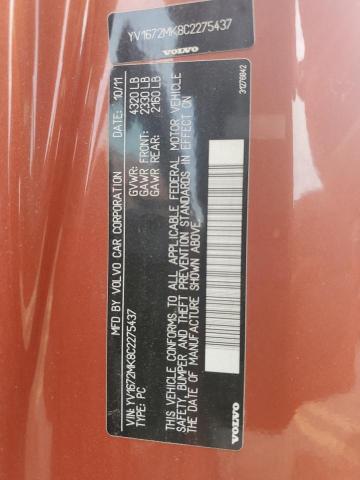 YV1672MK8C2275437
VOLVO
MFD BY VOLVO CAR CORPORATION DATE: 10/11
GVWR: 4320 LB
GAWR FRONT: 2330 LB
GAWR REAR: 2160 LB
VIN: YV1672MK8C2275437
TYPE: PC
THIS VEHICLE CONFORMS TO ALL APPLICABLE FEDERAL MOTOR VEHICLE
SAFETY, BUMPER AND THEFT PREVENTION STANDARDS IN EFFECT ON
THE DATE OF MANUFACTURE SHOWN ABOVE.
VOLVO
31276842